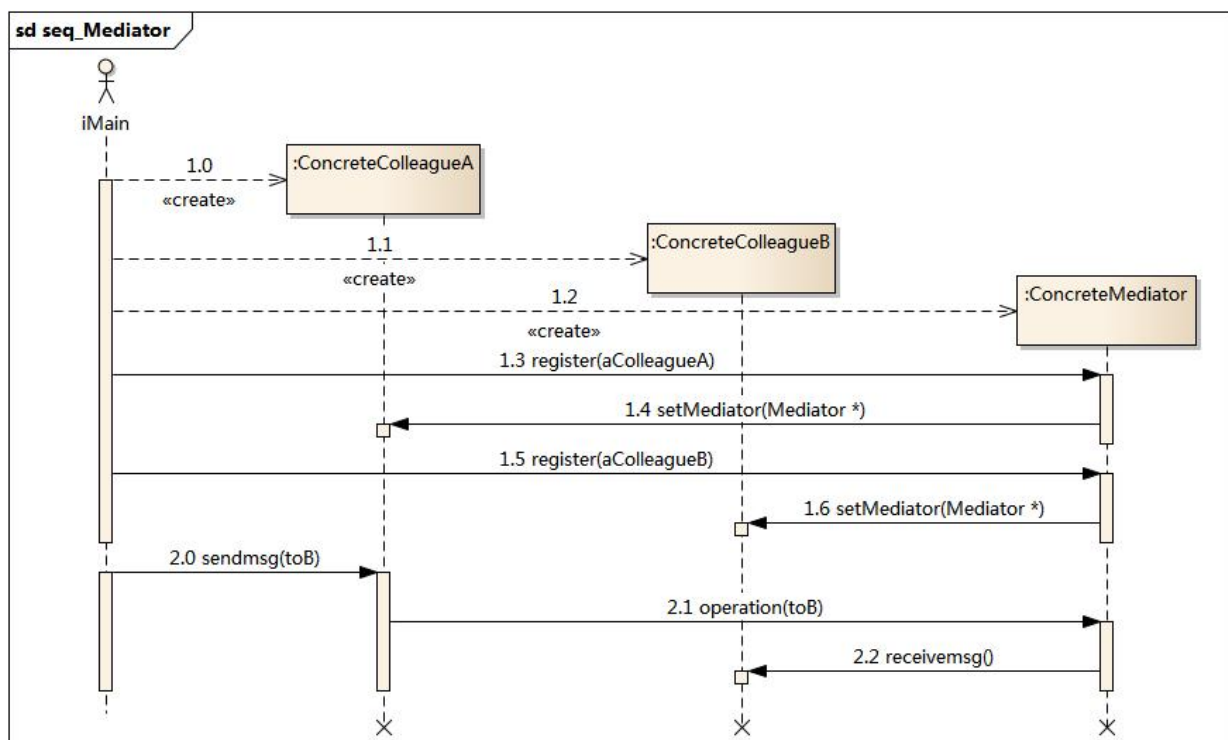 sd seq_Mediator
iMain
1.0
«create»
:ConcreteColleagueA
1.1
«create»
:ConcreteColleagueB
1.2
«create»
:ConcreteMediator
1.3 register(aColleagueA)
1.4 setMediator(Mediator *)
1.5 register(aColleagueB)
1.6 setMediator(Mediator *)
2.0 sendmsg(toB)
2.1 operation(toB)
2.2 receivemsg()